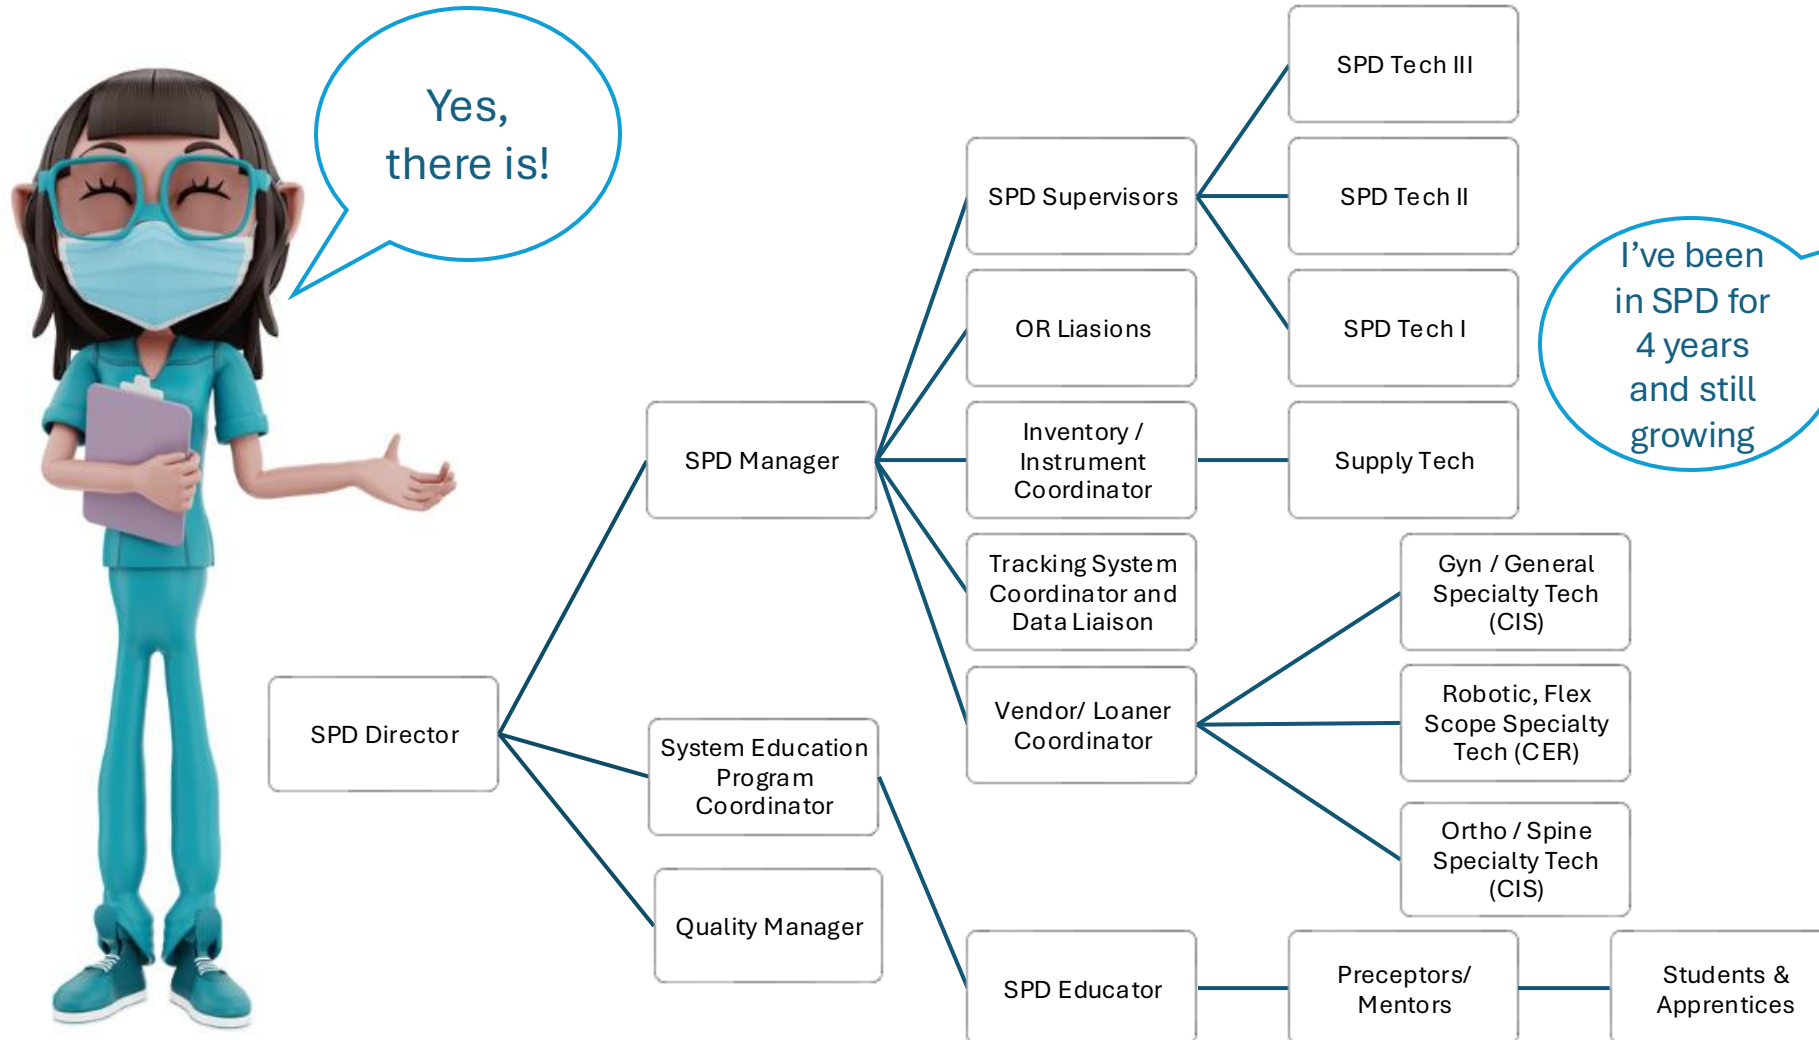 Yes,
there is!
SPD Tech III
SPD Supervisors
SPD Tech II
OR Liasions
SPD Tech I
I’ve been
in SPD for
4 years
and still
growing
SPD Manager
Inventory /
Instrument
Coordinator
Supply Tech
Tracking System
Coordinator and
Data Liaison
Gyn / General
Specialty Tech
(CIS)
Vendor/ Loaner
Coordinator
Robotic, Flex
Scope Specialty
Tech (CER)
SPD Director
System Education
Program
Coordinator
Ortho / Spine
Specialty Tech
(CIS)
Quality Manager
SPD Educator
Preceptors/
Mentors
Students &
Apprentices